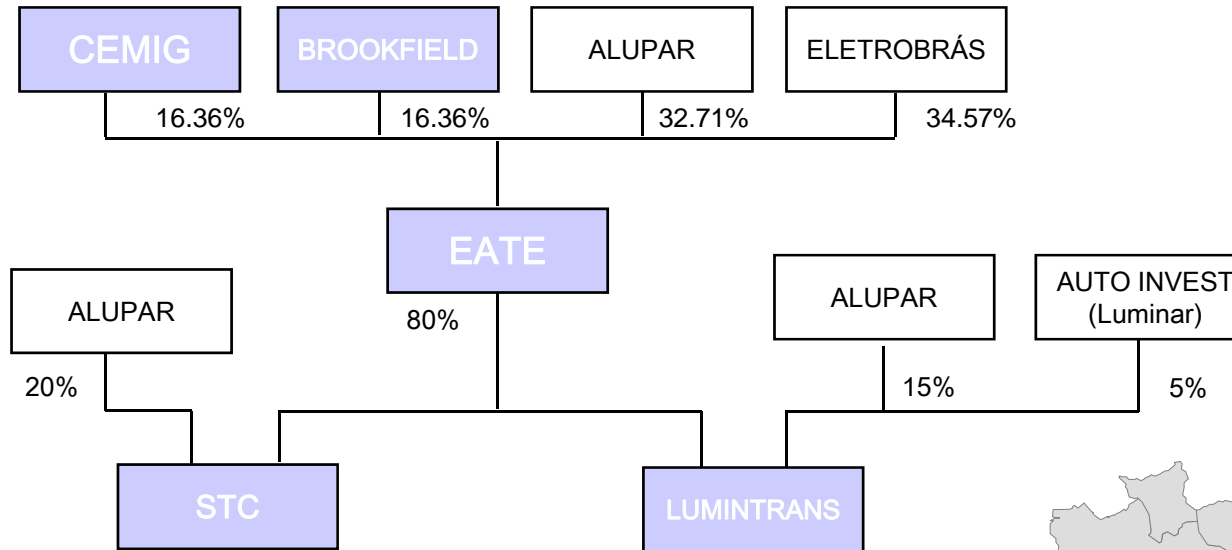 CEMIG
BROOKFIELD
ALUPAR
ELETROBRÁS
16.36%
16.36%
32.71%
34.57%
EATE
ALUPAR
ALUPAR
AUTO INVEST
(Luminar)
80%
20%
15%
5%
STC
LUMINTRANS